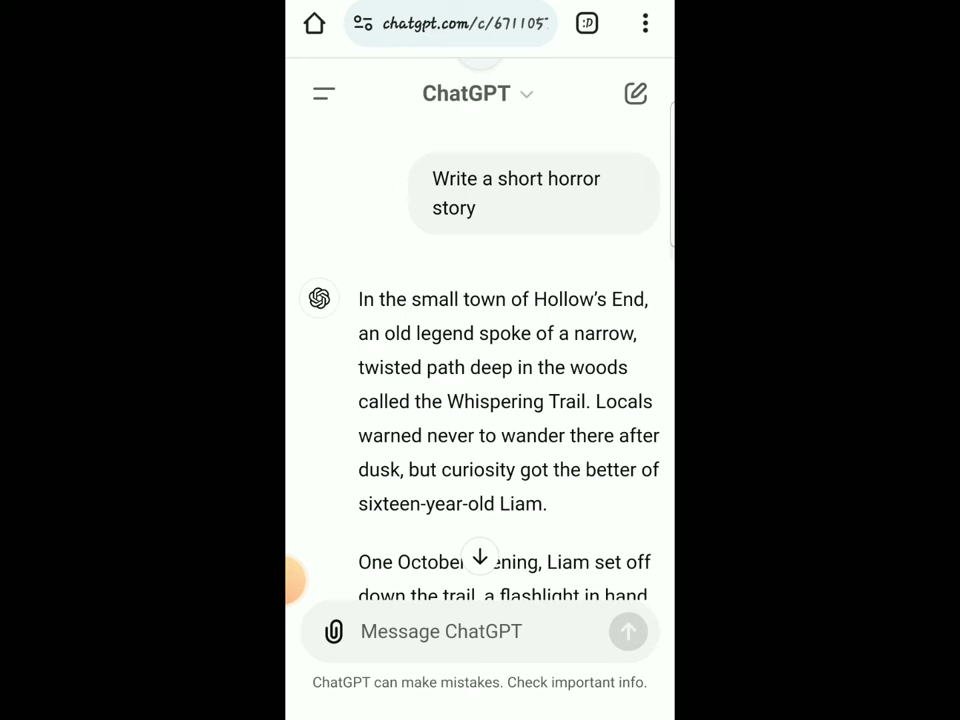 chatgpt.com/c/671105
:D
ChatGPT
Write a short horror
story
In the small town of Hollow's End,
an old legend spoke of a narrow,
twisted path deep in the woods
called the Whispering Trail. Locals
warned never to wander there after
dusk, but curiosity got the better of
sixteen-year-old Liam.
One October ening, Liam set off
down the trail, a flashlight in hand
Message ChatGPT
ChatGPT can make mistakes. Check important info.